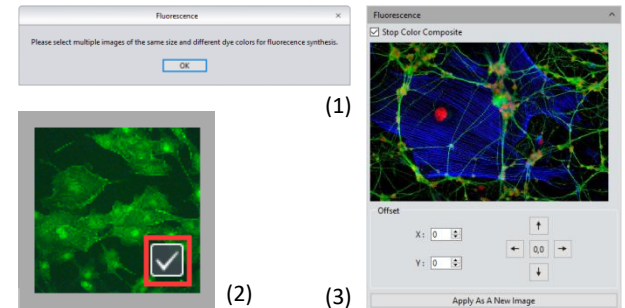 Fluorescence
Please select multiple images of the same size and different dye colors for fluorecence synthesis.
OK
(1)
(2)
Fluorescence
Stop Color Composite
Offset
X: 0
Y: 0
0,0
Apply As A New Image
(3)